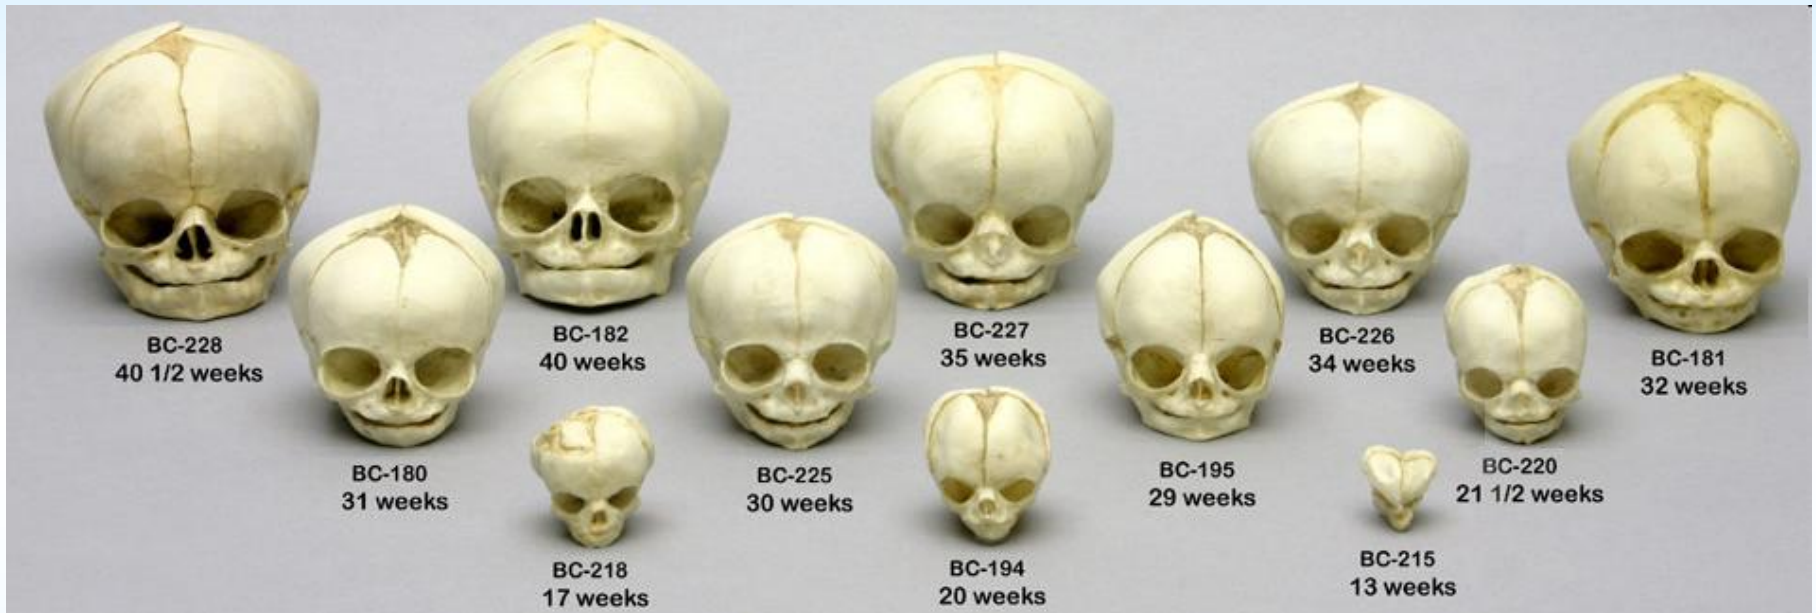 BC-228
40 1/2 weeks
BC-182
40 weeks
BC-227
35 weeks
BC-226
34 weeks
BC-181
32 weeks
BC-180
31 weeks
BC-225
30 weeks
BC-195
29 weeks
BC-220
21 1/2 weeks
BC-218
17 weeks
BC-194
20 weeks
BC-215
13 weeks